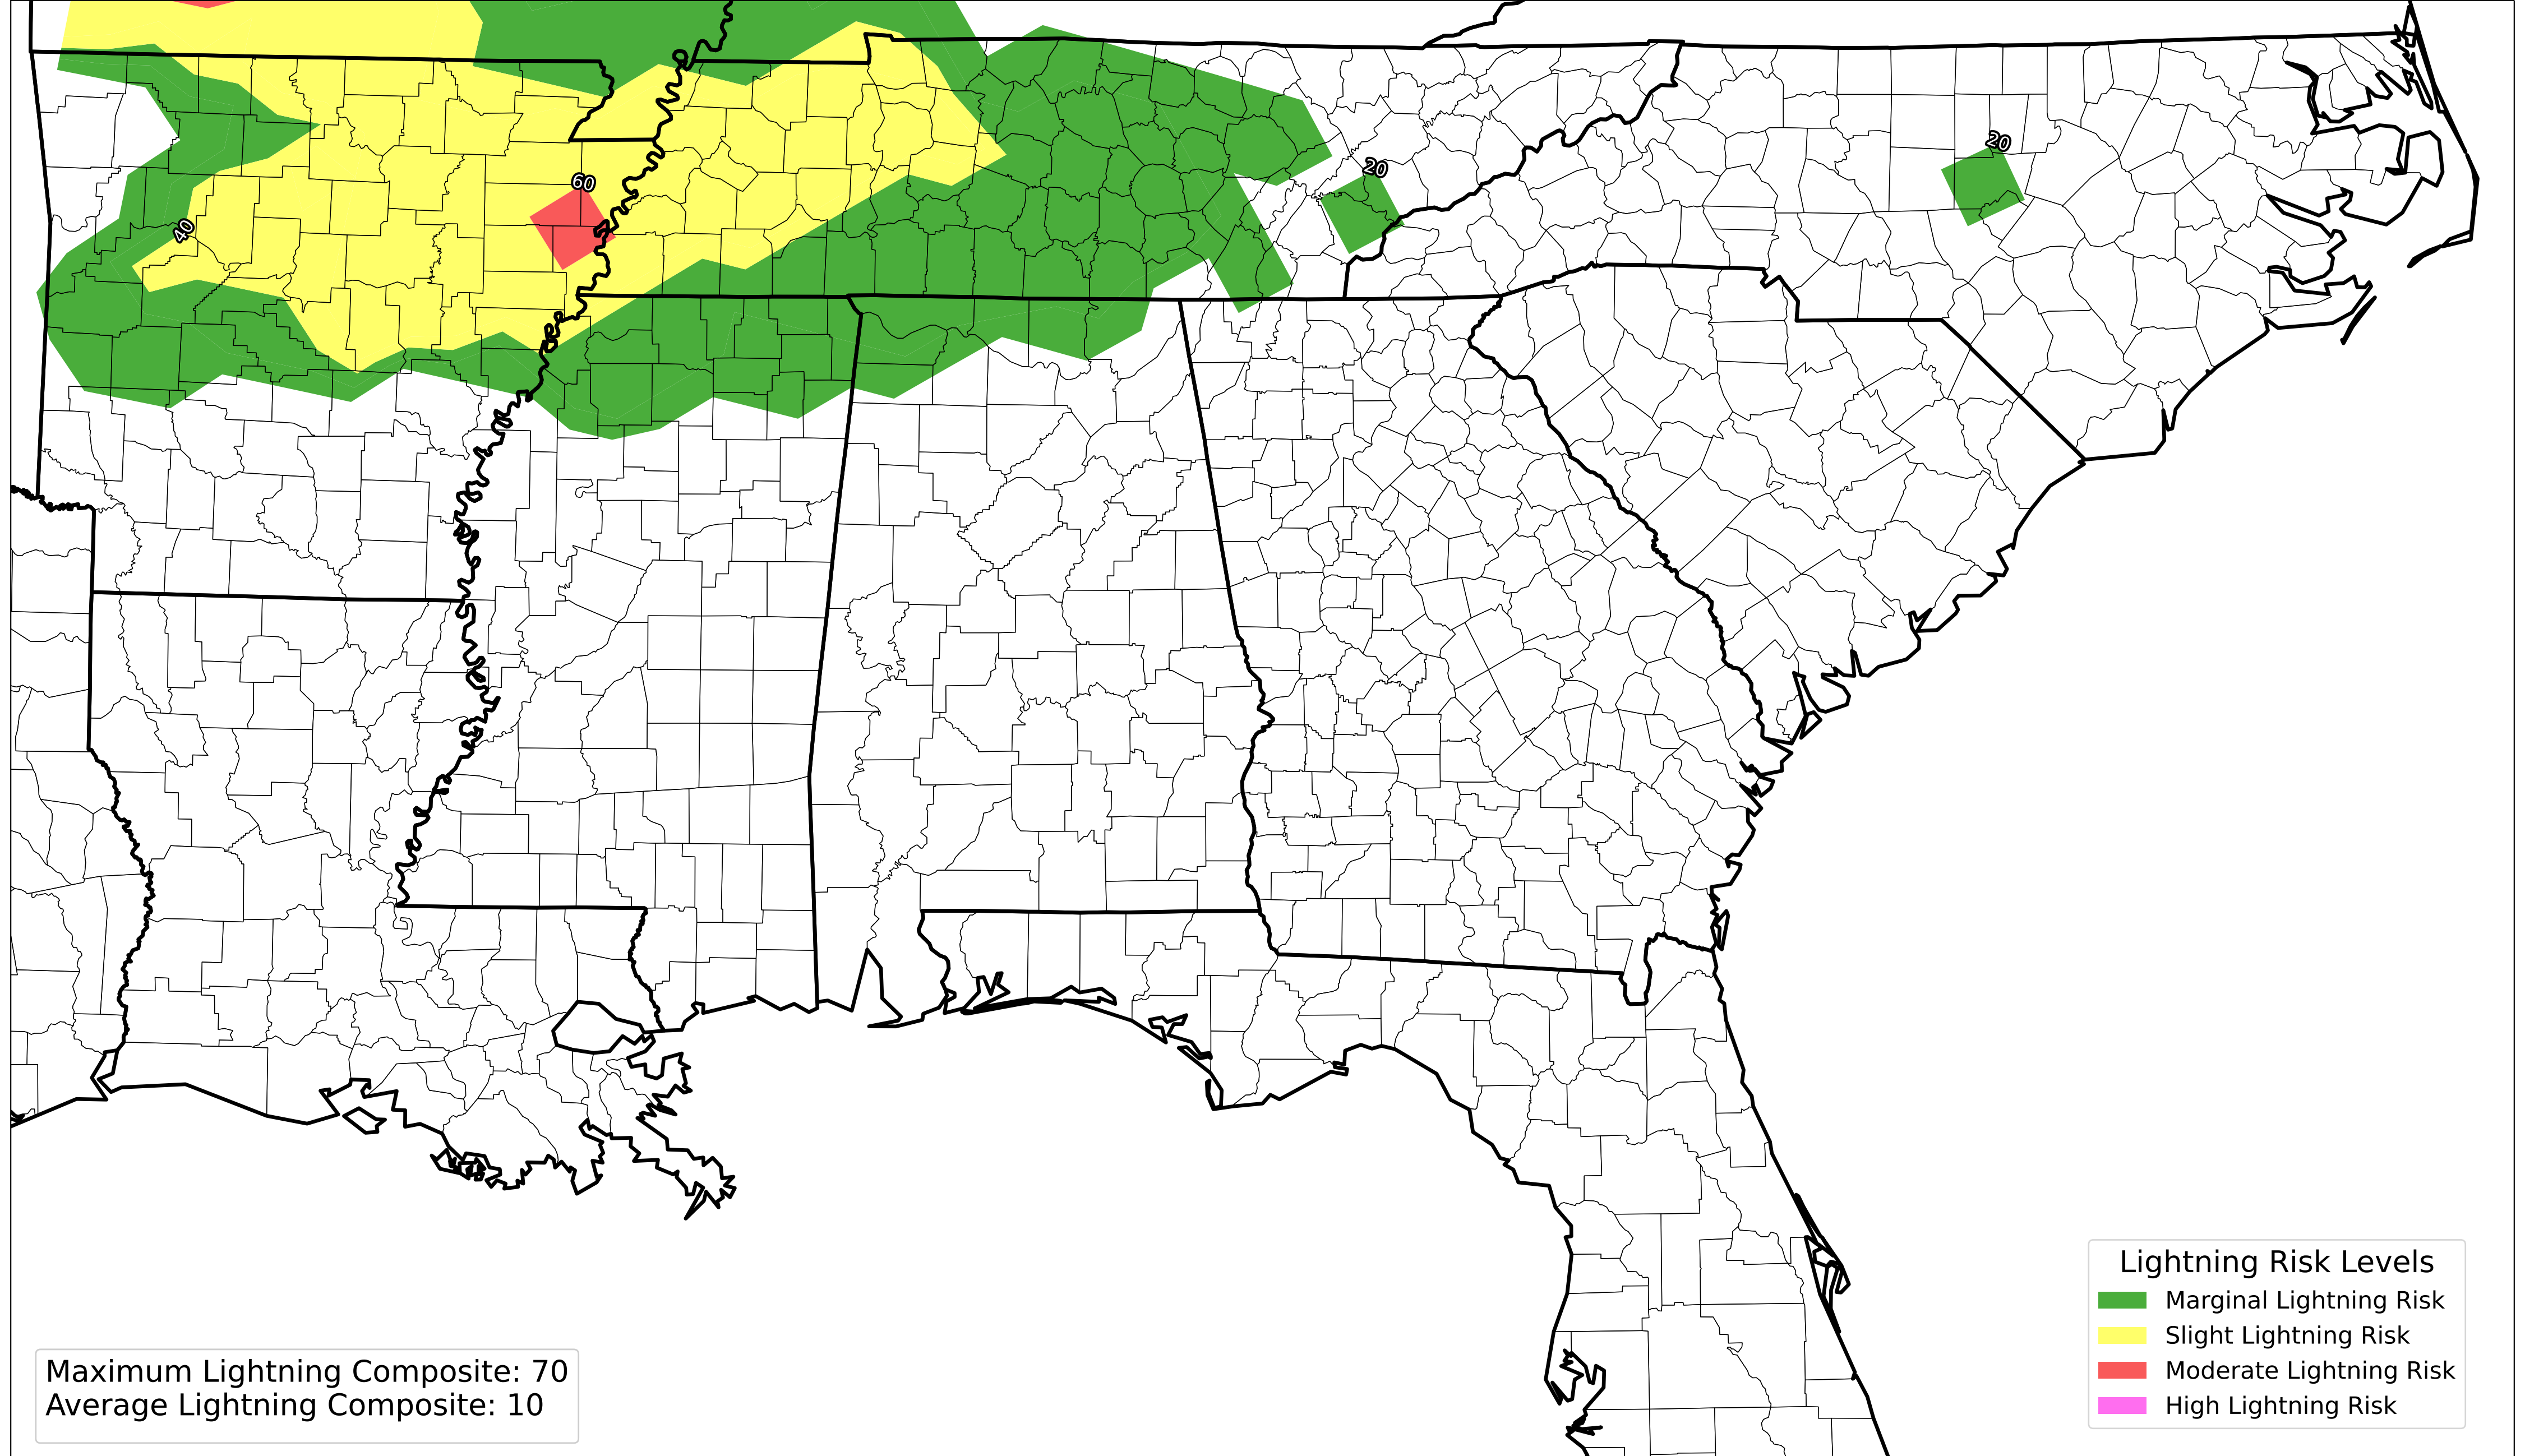 20
20
60
40
Lightning Risk Levels
Marginal Lightning Risk
Slight Lightning Risk
Moderate Lightning Risk
High Lightning Risk
Maximum Lightning Composite: 70
Average Lightning Composite: 10